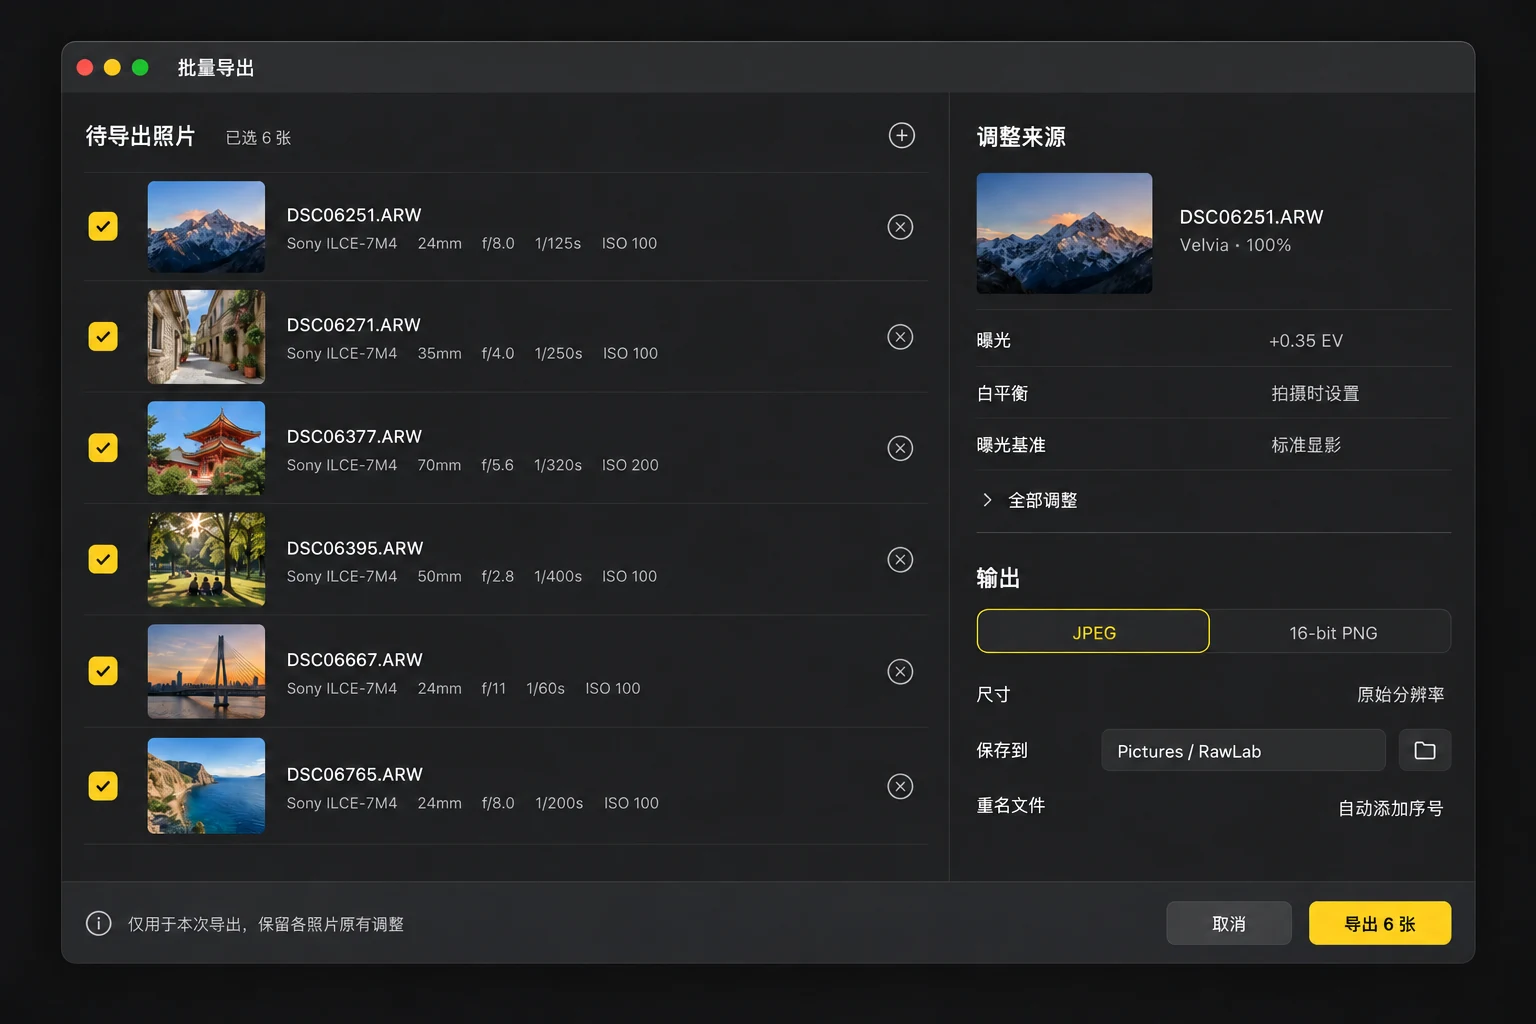 批量导出
待导出照片 已选 6 张
DSC06251.ARW
Sony ILCE-7M4 24mm f/8.0 1/125s ISO 100
DSC06271.ARW
Sony ILCE-7M4 35mm f/4.0 1/250s ISO 100
DSC06377.ARW
Sony ILCE-7M4 70mm f/5.6 1/320s ISO 200
DSC06395.ARW
Sony ILCE-7M4 50mm f/2.8 1/400s ISO 100
DSC06667.ARW
Sony ILCE-7M4 24mm f/11 1/60s ISO 100
DSC06765.ARW
Sony ILCE-7M4 24mm f/8.0 1/200s ISO 100
调整来源
DSC06251.ARW
Velvia • 100%
曝光 +0.35 EV
白平衡 拍摄时设置
曝光基准 标准显影
全部调整
输出
JPEG 16-bit PNG
尺寸 原始分辨率
保存到 Pictures / RawLab
重名文件 自动添加序号
仅用于本次导出，保留各照片原有调整
取消 导出 6 张